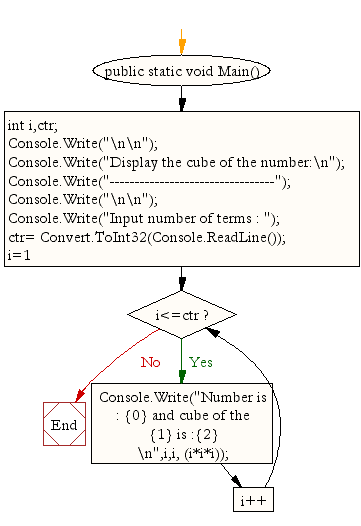 public static void Main()
int i,ctr;
Console.Write("\n\n");
Console.Write("Display the cube of the number:\n");
Console.Write("---------------------------------");
Console.Write("\n\n");
Console.Write("Input number of terms : ");
ctr= Convert.ToInt32(Console.ReadLine());
i=1
i<=ctr ?
No
Yes
End
Console.Write("Number is
: {0} and cube of the
{1} is :{2}
\n",i,i, (i*i*i));
i++